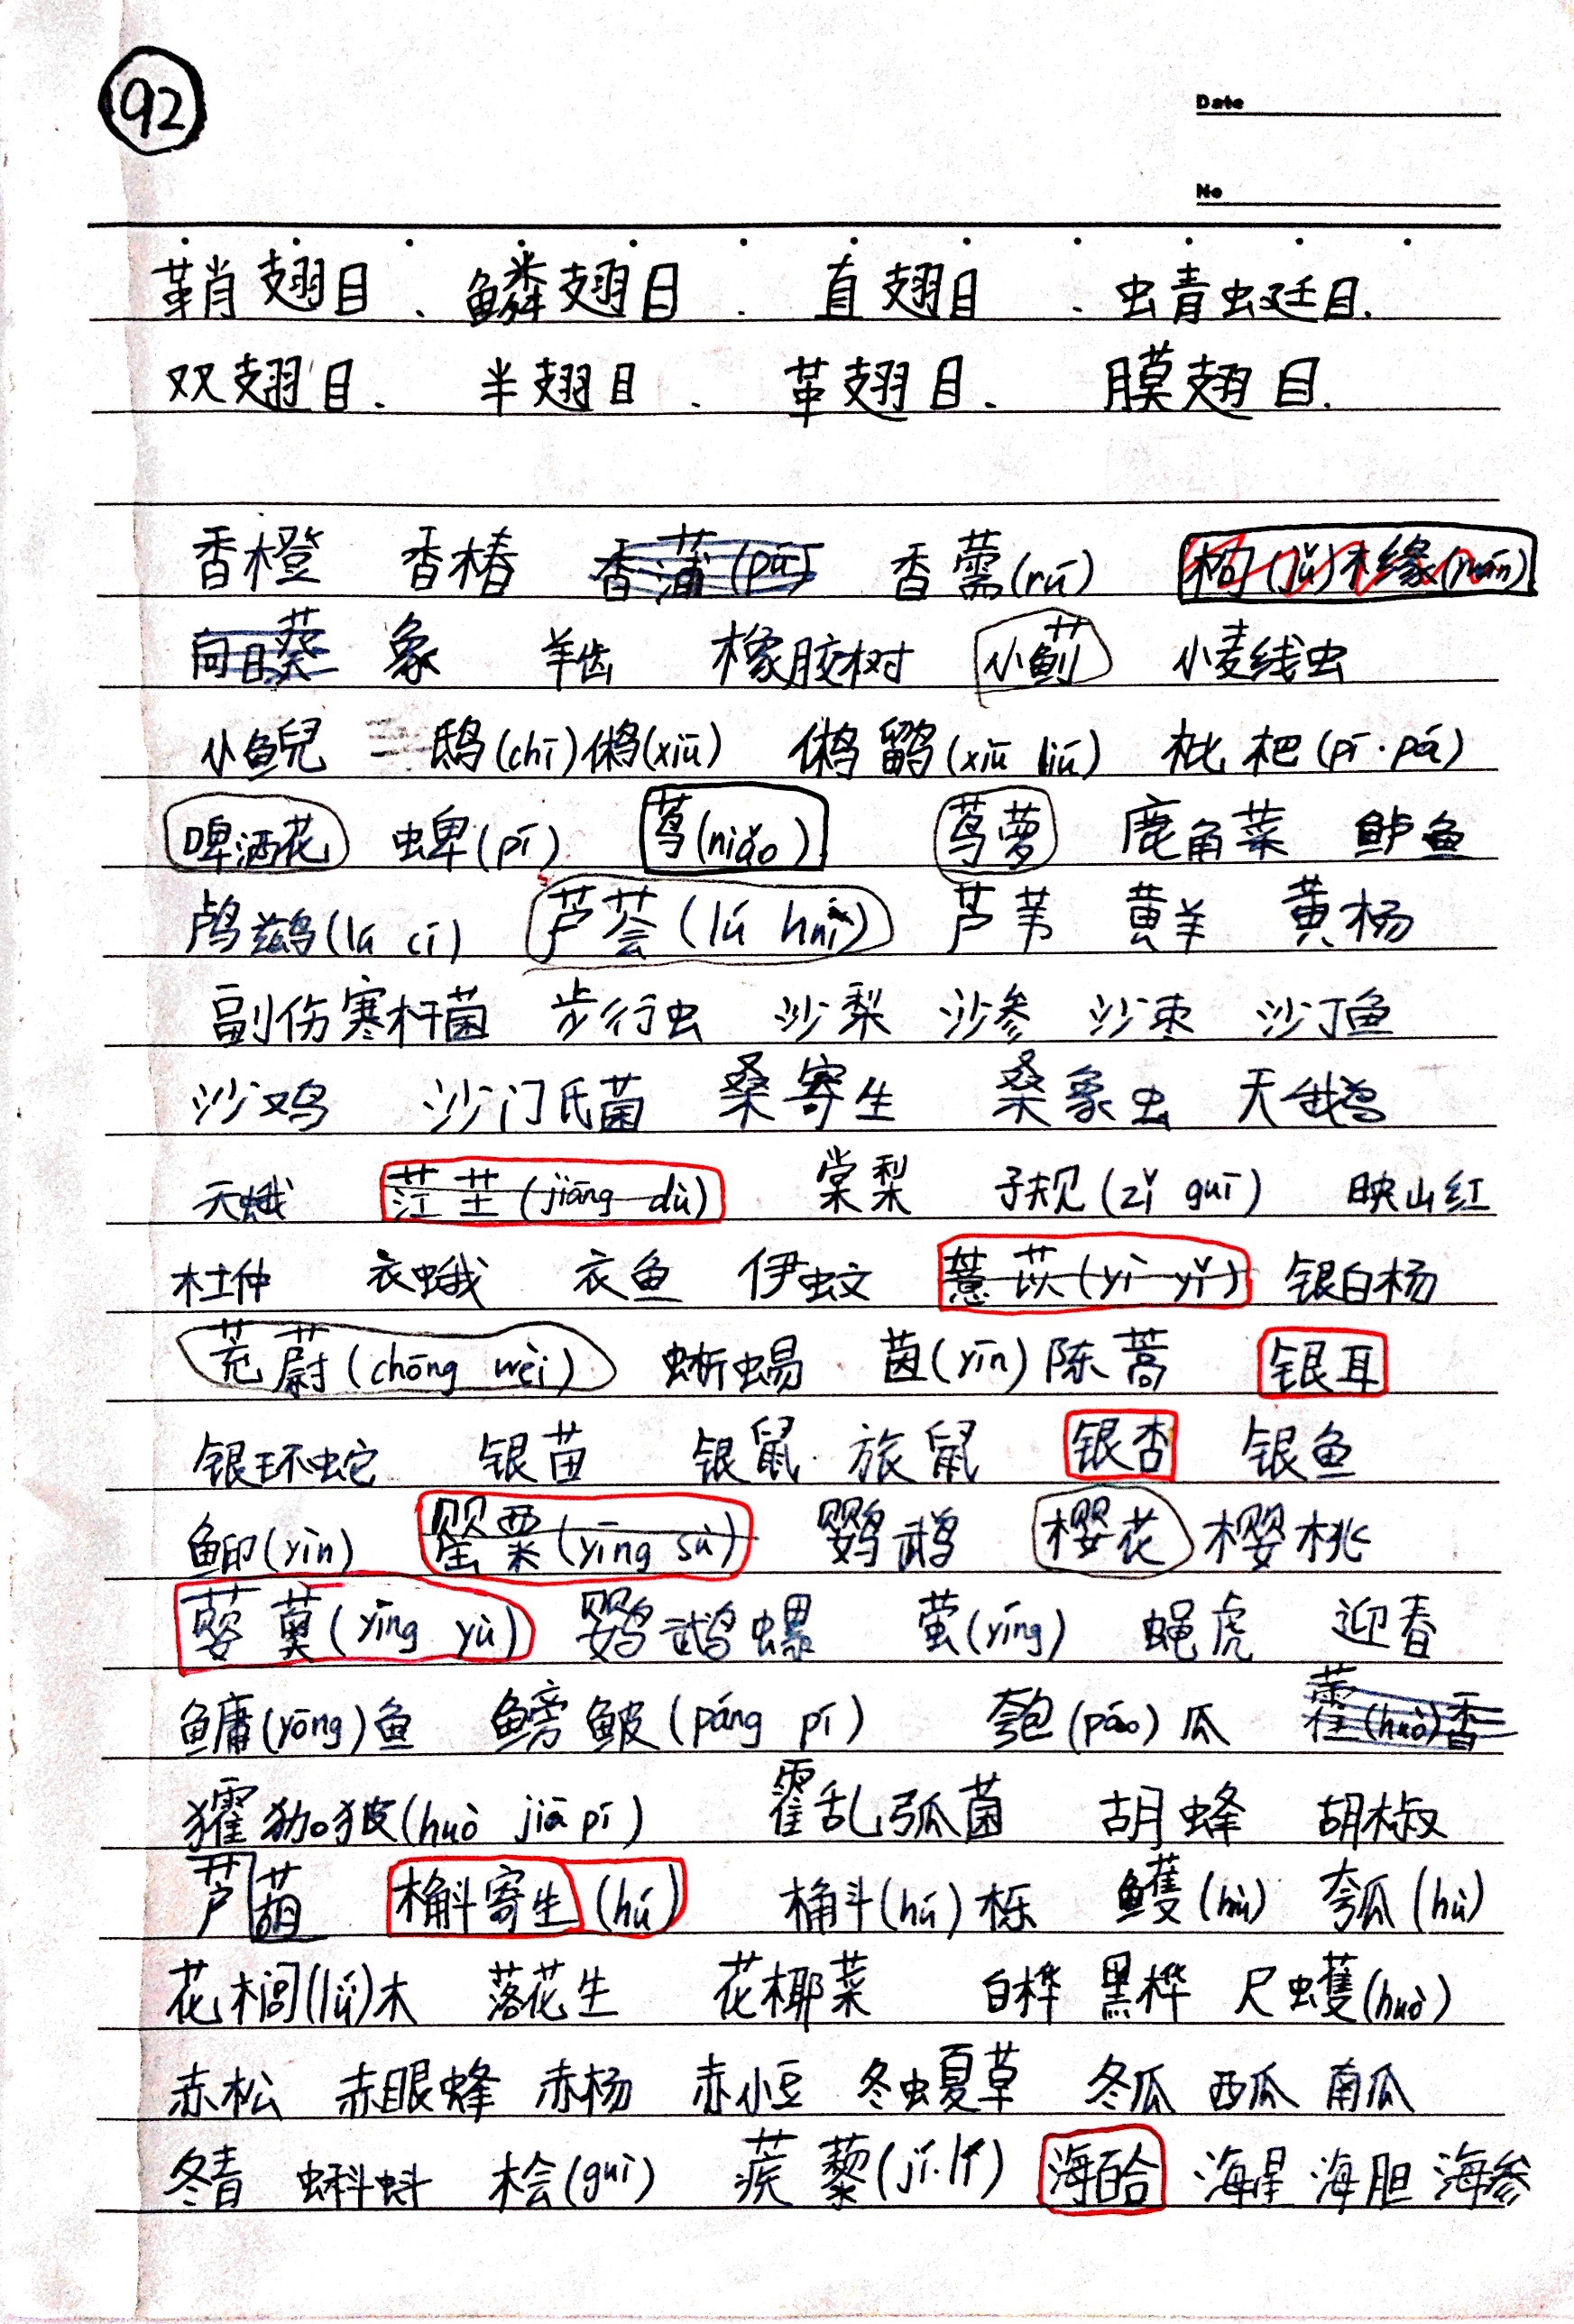 92
Date
No
鞘翅目、鳞翅目、直翅目、蜻蜓目.
双翅目.半翅目.革翅目.膜翅目.
香橙 香椿 香蒲(pú) 香薷(rú) 枸(jǔ)橼(yuán)
向日葵 象 羊齿 橡胶树 小蓟 小麦线虫
小鲵 鸱(chī)鸺(xiū) 鸺鹠(xiū liú) 枇杷(pí·pá)
啤洒花 蜱(pí) 茑(niǎo) 茑萝 鹿角菜 鲈鱼
鸬鹚(lú cí) 芦荟(lú huì) 芦苇 黄羊 黄杨
副伤寒杆菌 步行虫 沙梨 沙参 沙枣 沙丁鱼
沙鸡 沙门氏菌 桑寄生 桑象虫 天鹅
天蛾 茳芏(jiāng dù) 棠梨 子规(zǐ guī) 映山红
杜仲 衣蛾 衣鱼 伊蚊 薏苡(yì yǐ) 银白杨
茺蔚(chōng wèi) 蜥蜴 茵(yīn)陈蒿 银耳
银环蛇 银苗 银鼠 旅鼠 银杏 银鱼
鮣(yìn) 罂粟(yīng sù) 鹦鹉 樱花 樱桃
蘡薁(yīng yù) 鹦鹉螺 萤(yíng) 蝇虎 迎春
鳙(yōng)鱼 鳑鲏(páng pí) 匏(páo)瓜 藿(huò)香
㺢㹢狓(huò jiā pí) 霍乱弧菌 胡蜂 胡椒
芦葫 槲寄生(hú) 槲(hú)栎 鳠(hù) 瓠(hù)
花榈(lǘ)木 落花生 花椰菜 白桦 黑桦 尺蠖(huò)
赤松 赤眼蜂 赤杨 赤小豆 冬虫夏草 冬瓜 西瓜 南瓜
冬青 蝌蚪 桧(guì) 蒺藜(jí·lí) 海百合 海星 海胆 海参